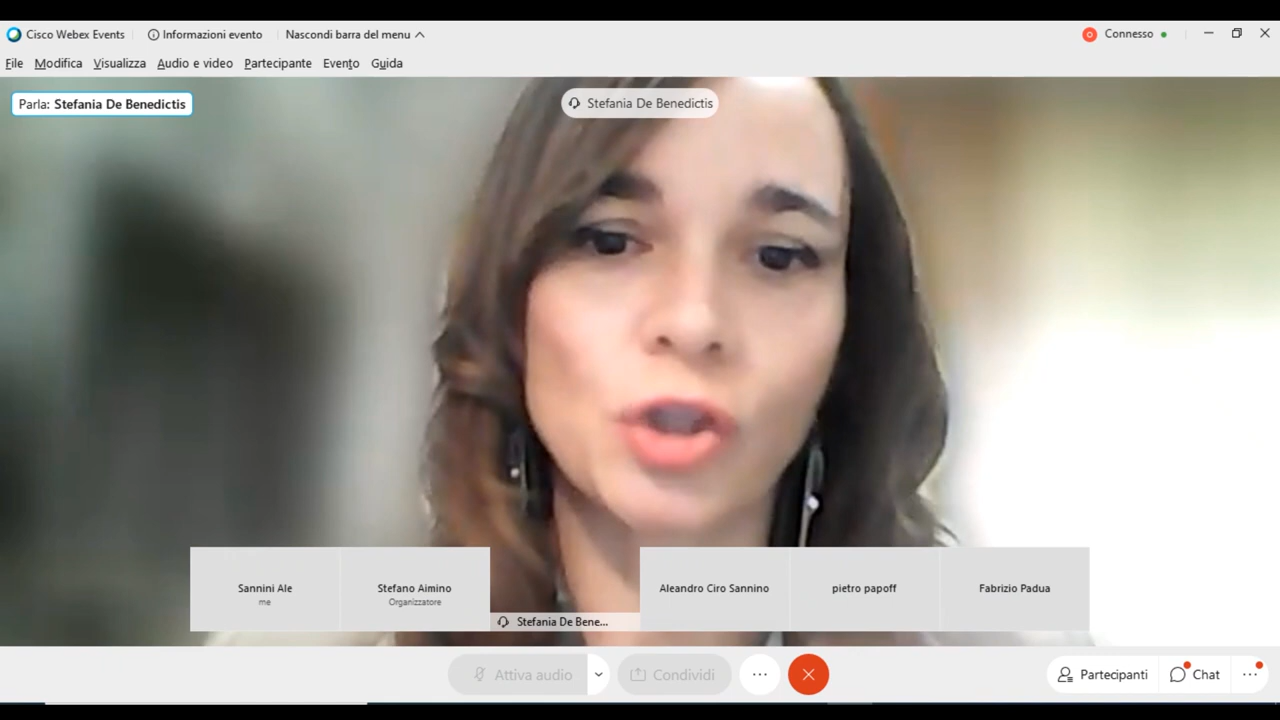 Cisco Webex Events
Informazioni evento
Nascondi barra del menu
Connesso
File Modifica Visualizza Audio e video Partecipante Evento Guida
Parla: Stefania De Benedictis
Stefania De Benedictis
Sannini Ale
me
Stefano Aimino
Organizzatore
Stefania De Bene...
Aleandro Ciro Sannino
pietro papoff
Fabrizio Padua
Attiva audio
Condividi
Partecipanti
Chat